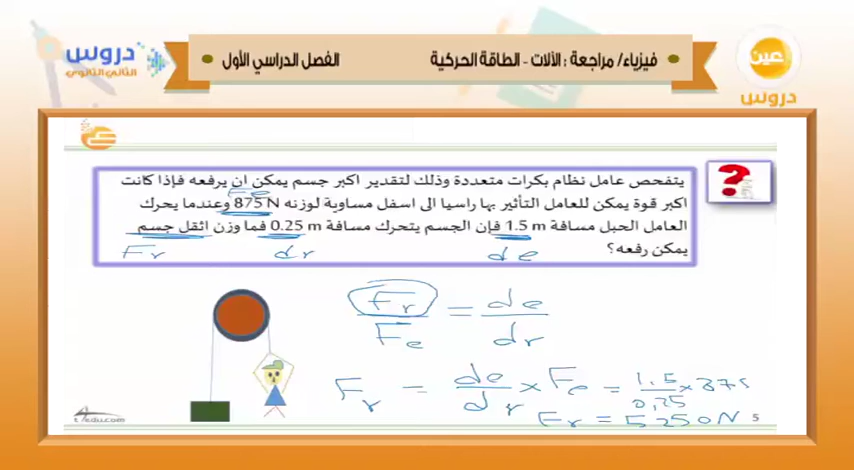 دروس
الثاني الثانوي
الفصل الدراسي الأول
فيزياء/ مراجعة : الآلات - الطاقة الحركية
عين
دروس
يتفحص عامل نظام بكرات متعددة وذلك لتقدير اكبر جسم يمكن ان يرفعه فإذا كانت
Fe
اكبر قوة يمكن للعامل التأثير بها راسيا الى اسفل مساوية لوزنه 875 N وعندما يحرك
العامل الحبل مسافة 1.5 m فإن الجسم يتحرك مسافة 0.25 m فما وزن اثقل جسم
يمكن رفعه؟
de dr Fr
Fr / Fe = de / dr
Fr = de / dr × Fe = 1.5 / 0.25 × 875
Fr = 5250 N
5